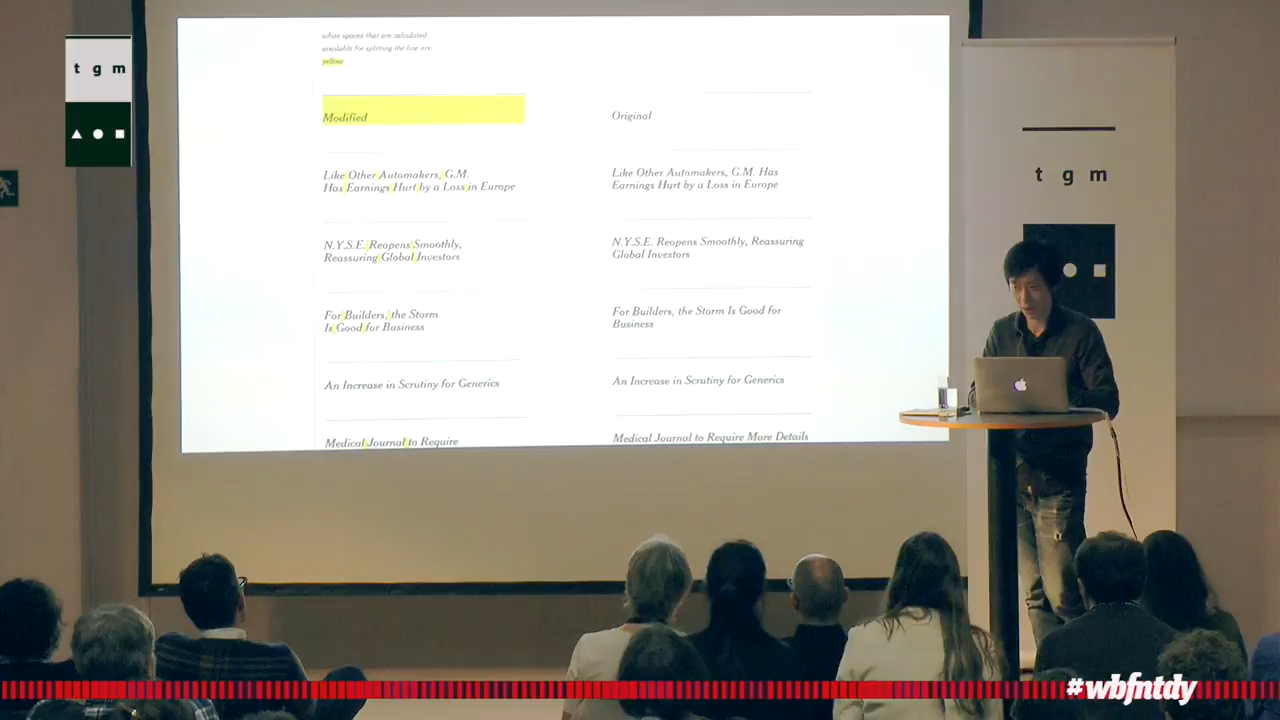 t g m
white spaces that are calculated
available for splitting the line are
yellow
Modified
Like Other Automakers, G.M.
Has Earnings Hurt by a Loss in Europe
N.Y.S.E. Reopens Smoothly,
Reassuring Global Investors
For Builders, the Storm
Is Good for Business
An Increase in Scrutiny for Generics
Medical Journal to Require
Original
Like Other Automakers, G.M. Has
Earnings Hurt by a Loss in Europe
N.Y.S.E. Reopens Smoothly, Reassuring
Global Investors
For Builders, the Storm Is Good for
Business
An Increase in Scrutiny for Generics
Medical Journal to Require More Details
t g m
#wbfntdy